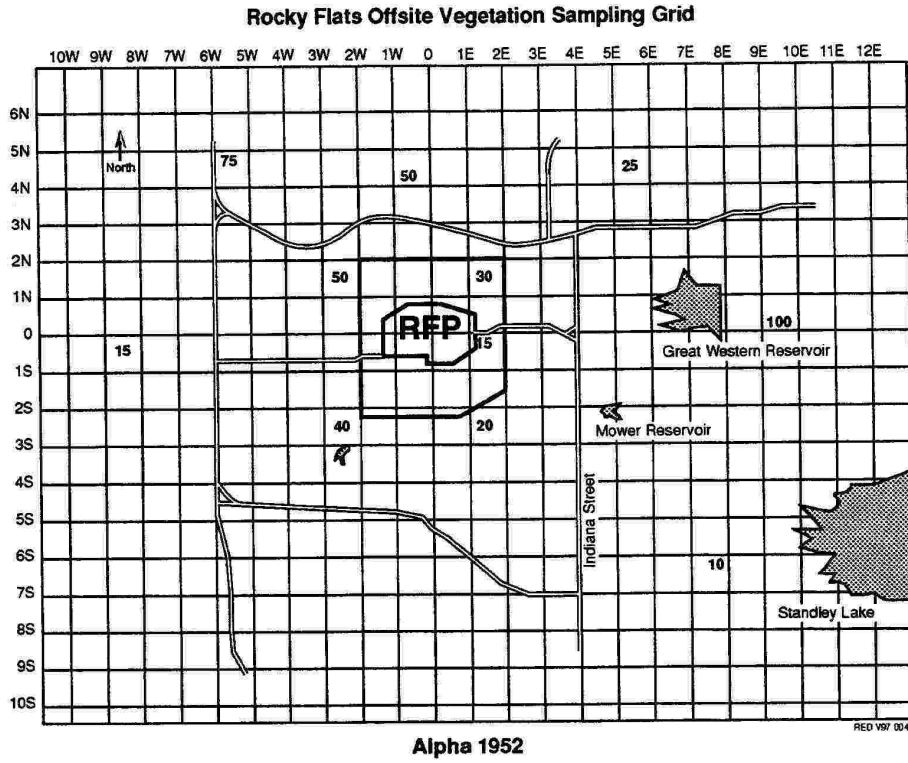 Rocky Flats Offsite Vegetation Sampling Grid
10W 9W 8W 7W 6W 5W 4W 3W 2W 1W 0 1E 2E 3E 4E 5E 6E 7E 8E 9E 10E 11E 12E
6N
5N
North
75
50
25
4N
3N
2N
50
30
1N
RFP
100
0
15
15
Great Western Reservoir
1S
2S
40
20
Mower Reservoir
3S
4S
5S
Indiana Street
6S
10
7S
Standley Lake
8S
9S
10S
RED V97 004
Alpha 1952